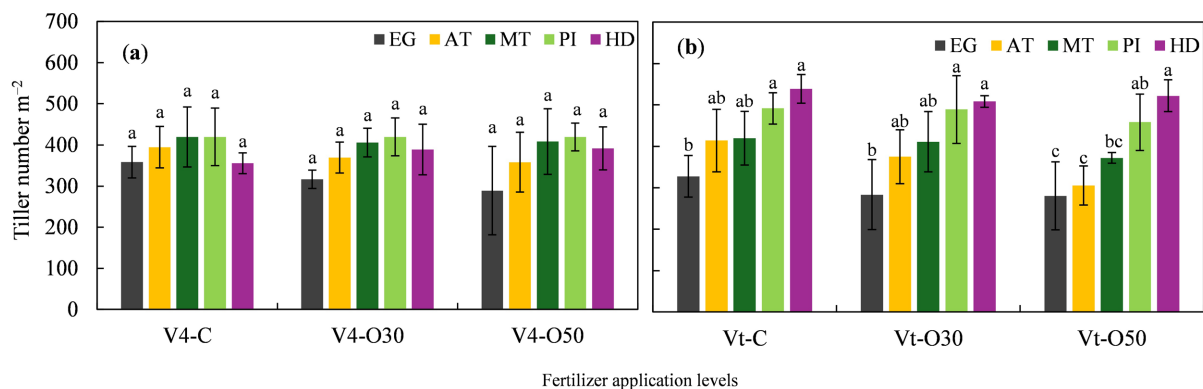 Tiller number m⁻²
700
600
500
400
300
200
100
0
(a)
EG AT MT PI HD
a a a a a
a a a a a
a a a a a
V4-C V4-O30 V4-O50
(b)
EG AT MT PI HD
b ab ab a a
b ab ab a a
c c bc ab a
Vt-C Vt-O30 Vt-O50
Fertilizer application levels